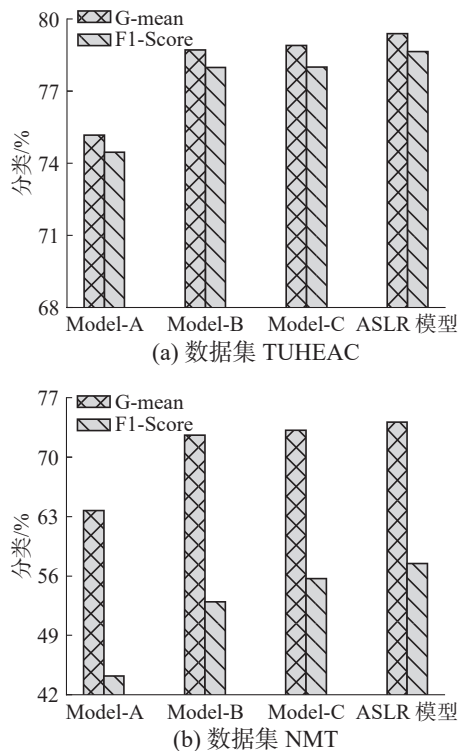 80
G-mean
F1-Score
77
74
71
68
分类/%
Model-A Model-B Model-C ASLR 模型
(a) 数据集 TUHEAC
77
G-mean
F1-Score
70
63
56
49
42
分类/%
Model-A Model-B Model-C ASLR 模型
(b) 数据集 NMT